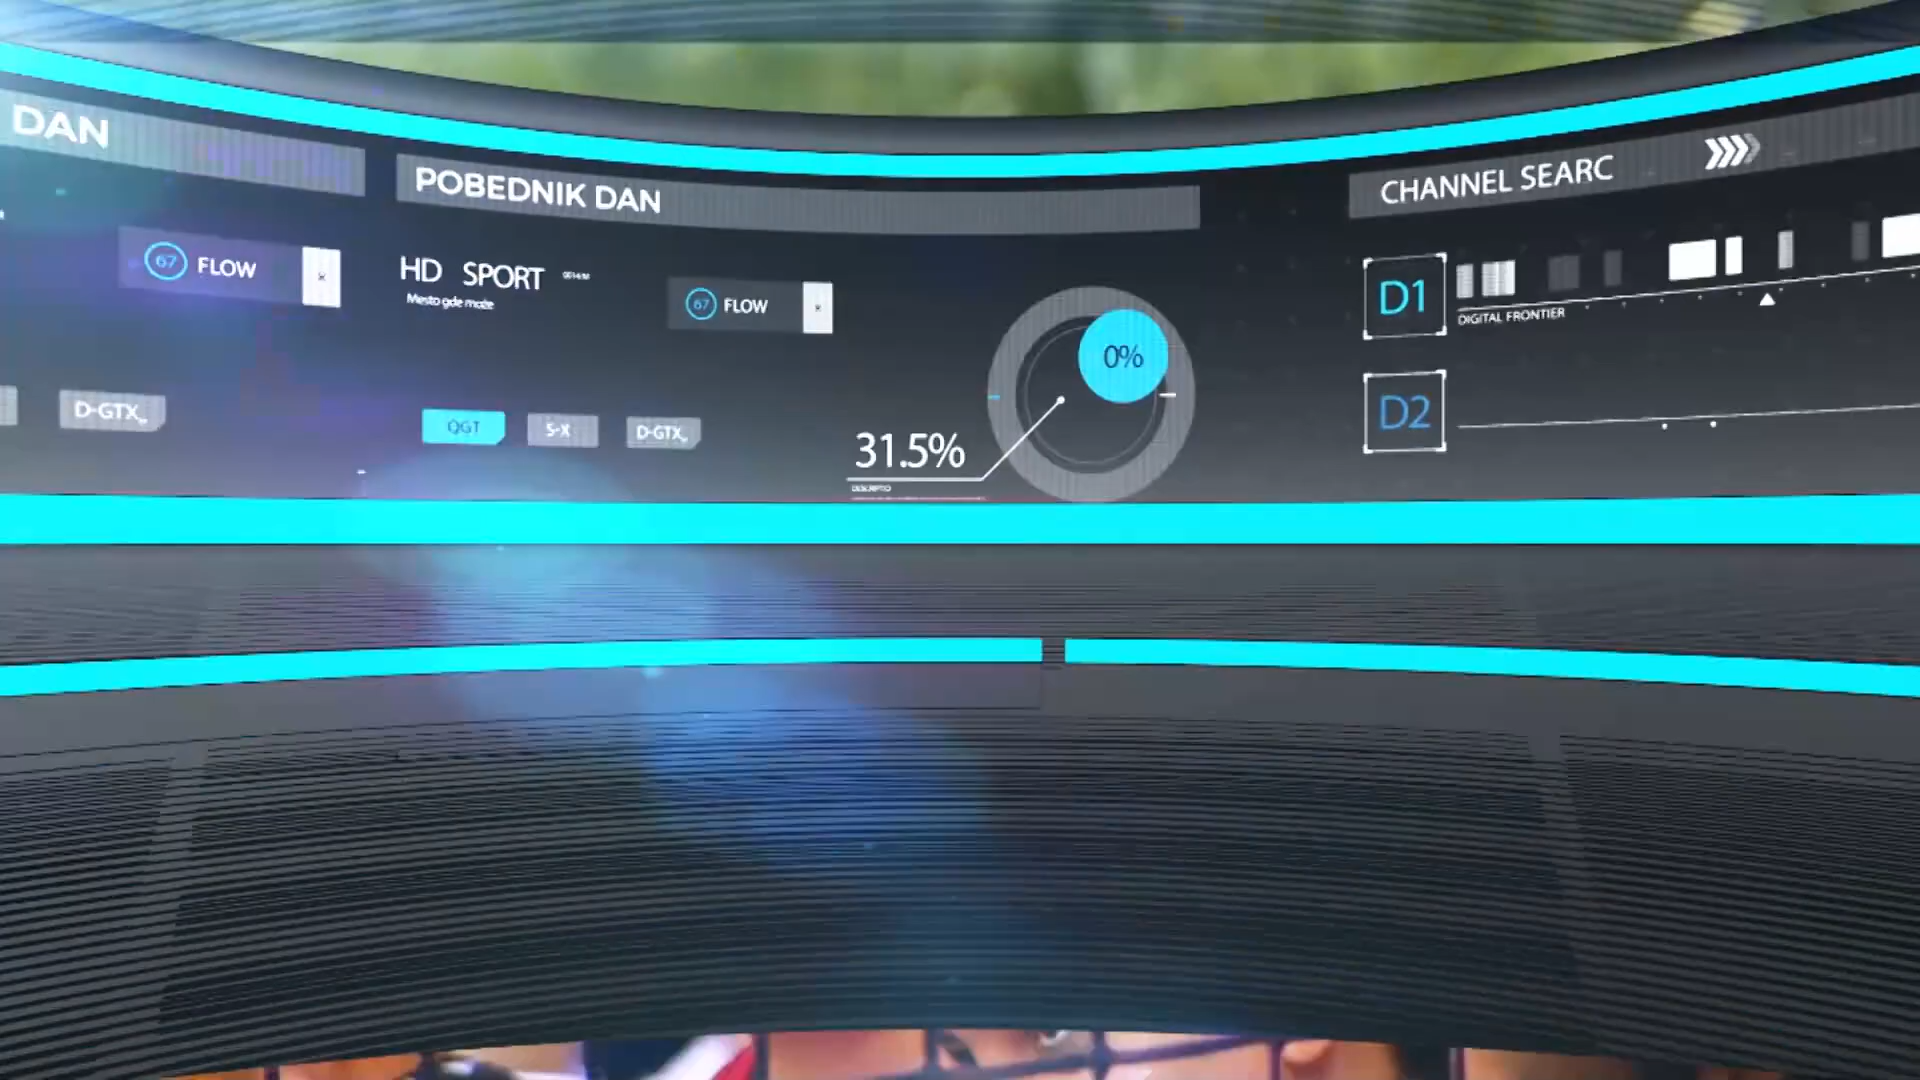 DAN
67 FLOW
D-GTX
POBEDNIK DAN
HD SPORT
Mesto gde može
67 FLOW
QGT
S-X
D-GTX
0%
31.5%
CHANNEL SEARC
D1
DIGITAL FRONTIER
D2